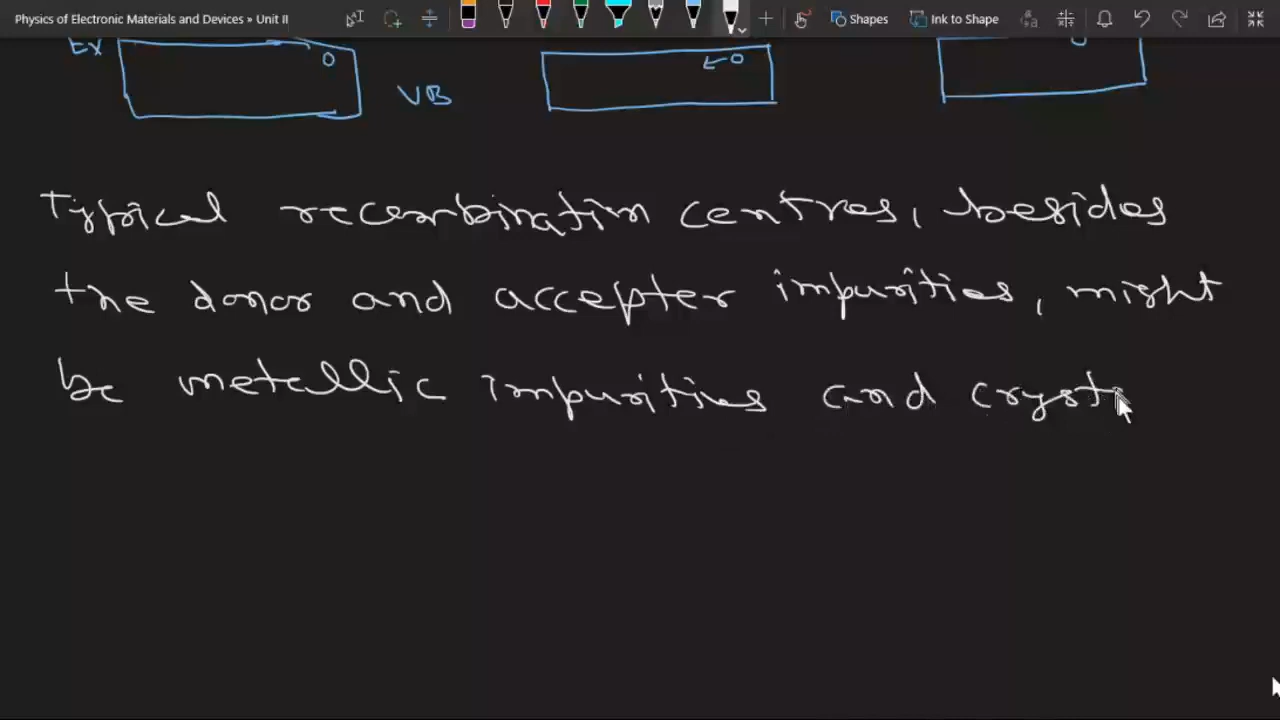 Physics of Electronic Materials and Devices » Unit II
Shapes
Ink to Shape
VB
Typical recombination centres, besides
the donor and accepter impurities, might
be metallic impurities and cryst